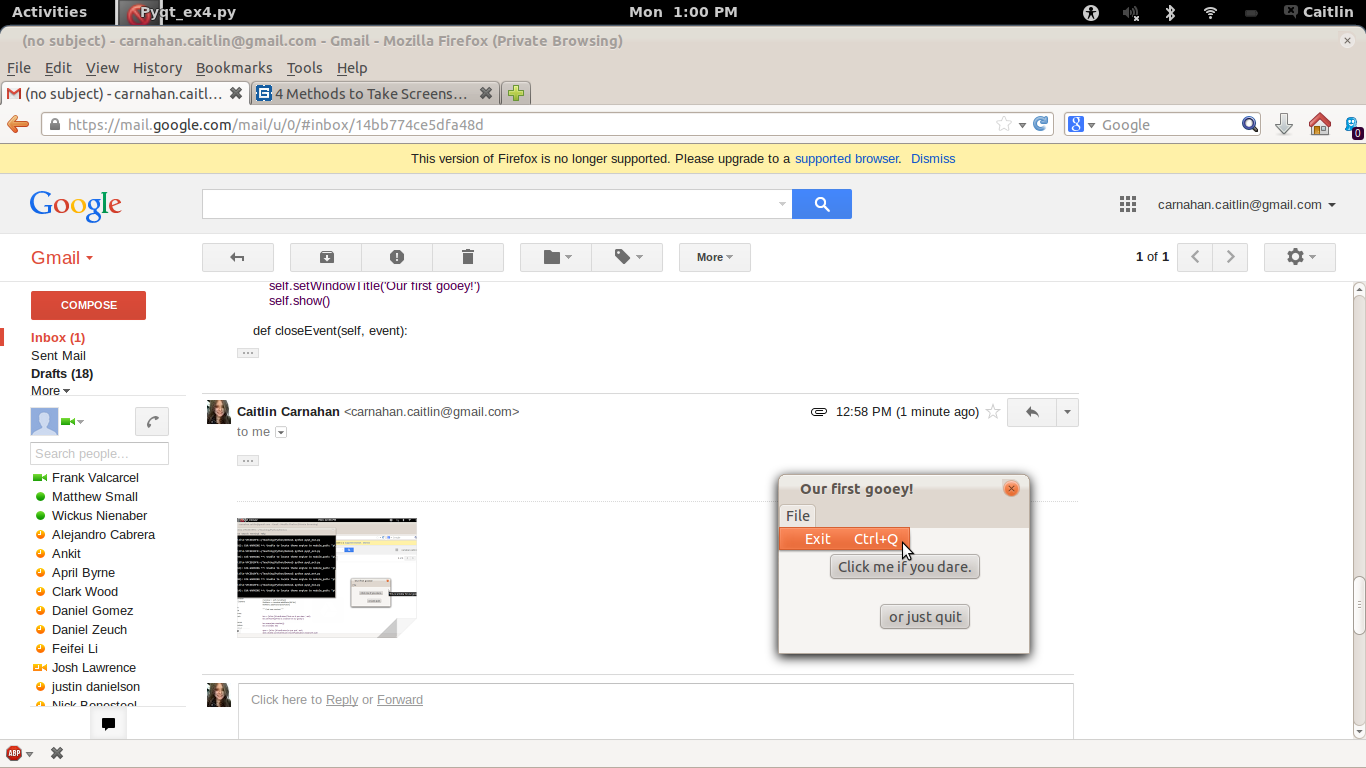 Activities Pyqt_ex4.py Mon 1:00 PM Caitlin
(no subject) - carnahan.caitlin@gmail.com - Gmail - Mozilla Firefox (Private Browsing)
File Edit View History Bookmarks Tools Help
(no subject) - carnahan.caitl... 4 Methods to Take Screens...
https://mail.google.com/mail/u/0/#inbox/14bb774ce5dfa48d Google 0
This version of Firefox is no longer supported. Please upgrade to a supported browser. Dismiss
Google carnahan.caitlin@gmail.com
Gmail More 1 of 1
COMPOSE
Inbox (1)
Sent Mail
Drafts (18)
More
Search people...
Frank Valcarcel
Matthew Small
Wickus Nienaber
Alejandro Cabrera
Ankit
April Byrne
Clark Wood
Daniel Gomez
Daniel Zeuch
Feifei Li
Josh Lawrence
justin danielson
self.setWindowTitle('Our first gooey!')
self.show()
def closeEvent(self, event):
Caitlin Carnahan <carnahan.caitlin@gmail.com> 12:58 PM (1 minute ago)
to me
Our first gooey!
File
Exit Ctrl+Q
Click me if you dare.
or just quit
Click here to Reply or Forward
ABP